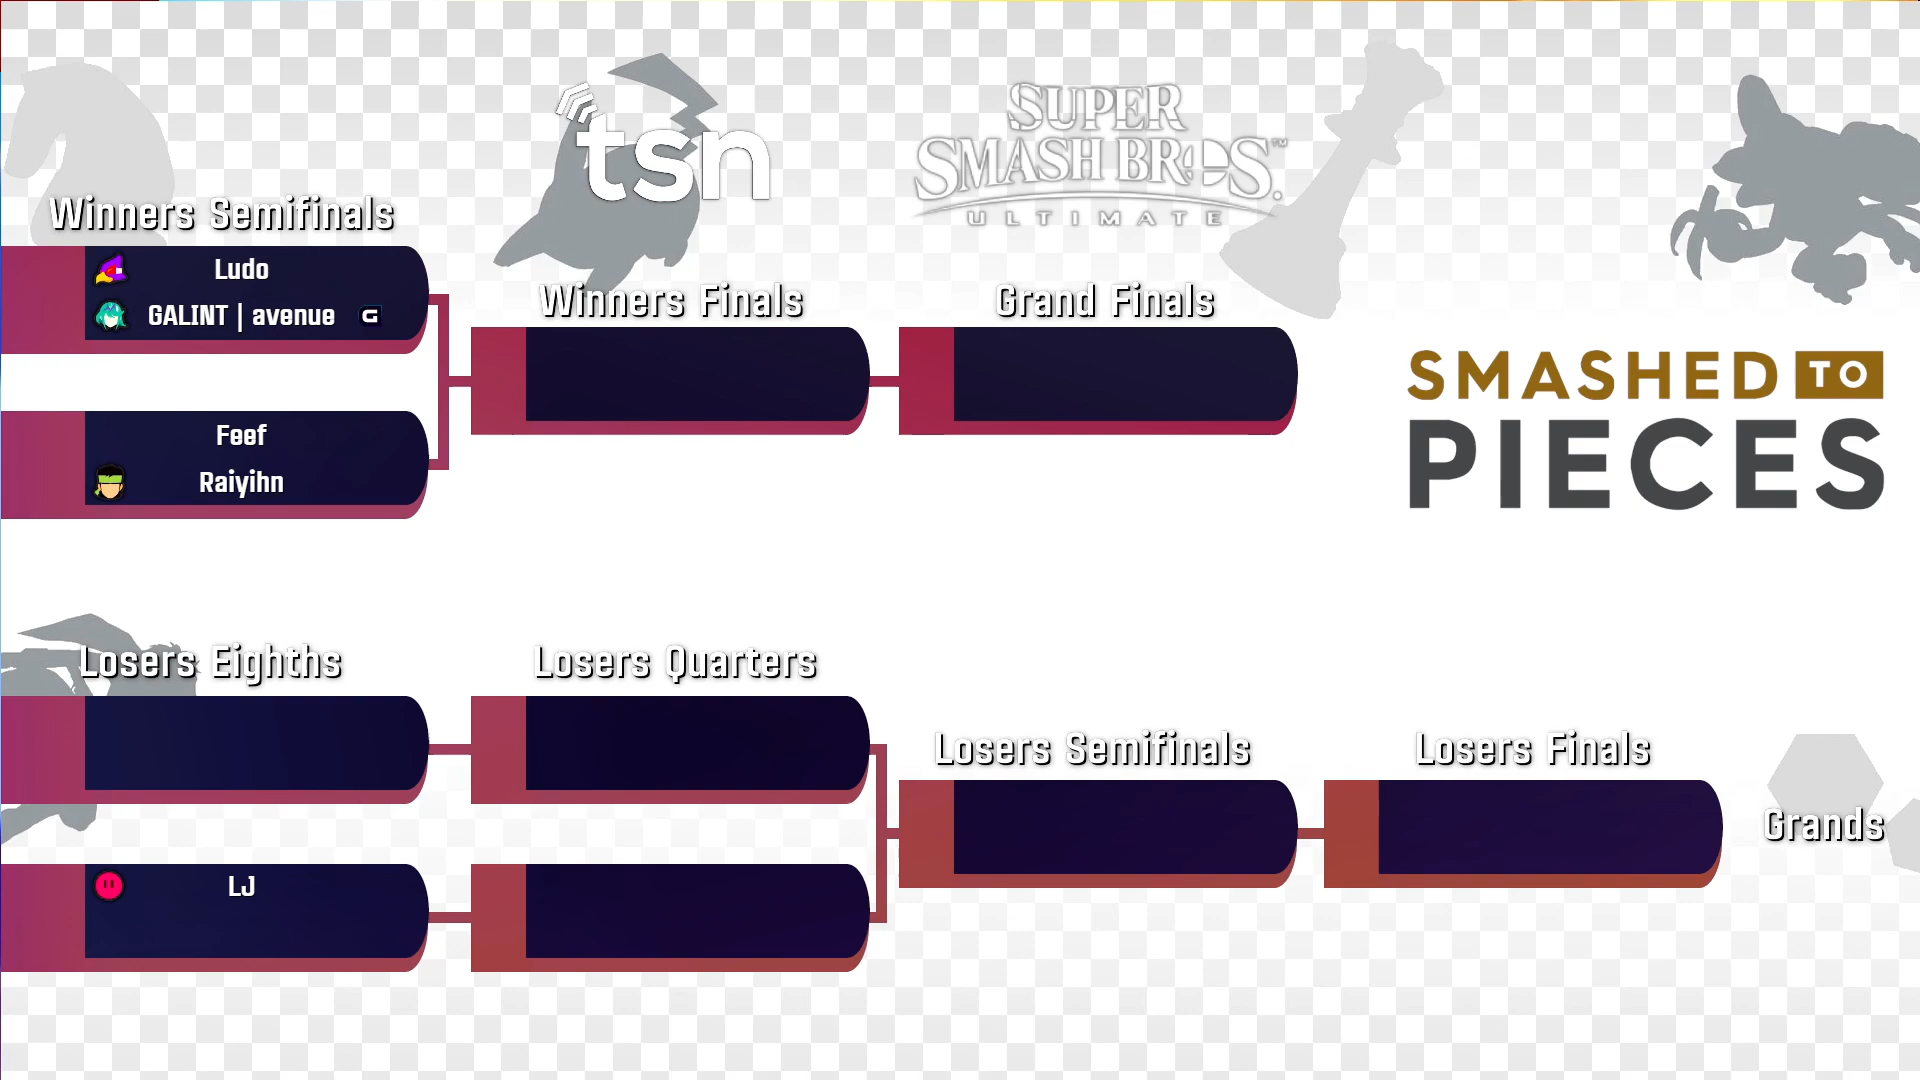 tsn
SUPER
SMASH BROS.™
ULTIMATE
Winners Semifinals
Ludo
GALINT | avenue G
Feef
Raiyihn
Winners Finals
Grand Finals
SMASHED TO
PIECES
Losers Eighths
LJ
Losers Quarters
Losers Semifinals
Losers Finals
Grands